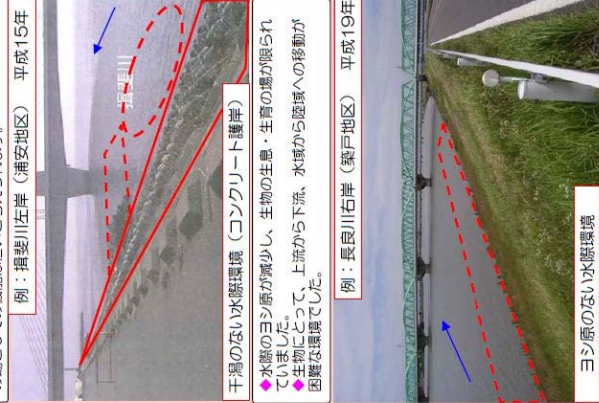 例：揖斐川左岸（浦安地区）　平成15年
揖斐川
干潟のない水際環境（コンクリート護岸）
◆水際のヨシ原が減少し、生物の生息・生育の場が限られ
ていました。
◆生物にとって、上流から下流、水域から陸域への移動が
困難な環境でした。
例：長良川右岸（築戸地区）　平成19年
ヨシ原のない水際環境